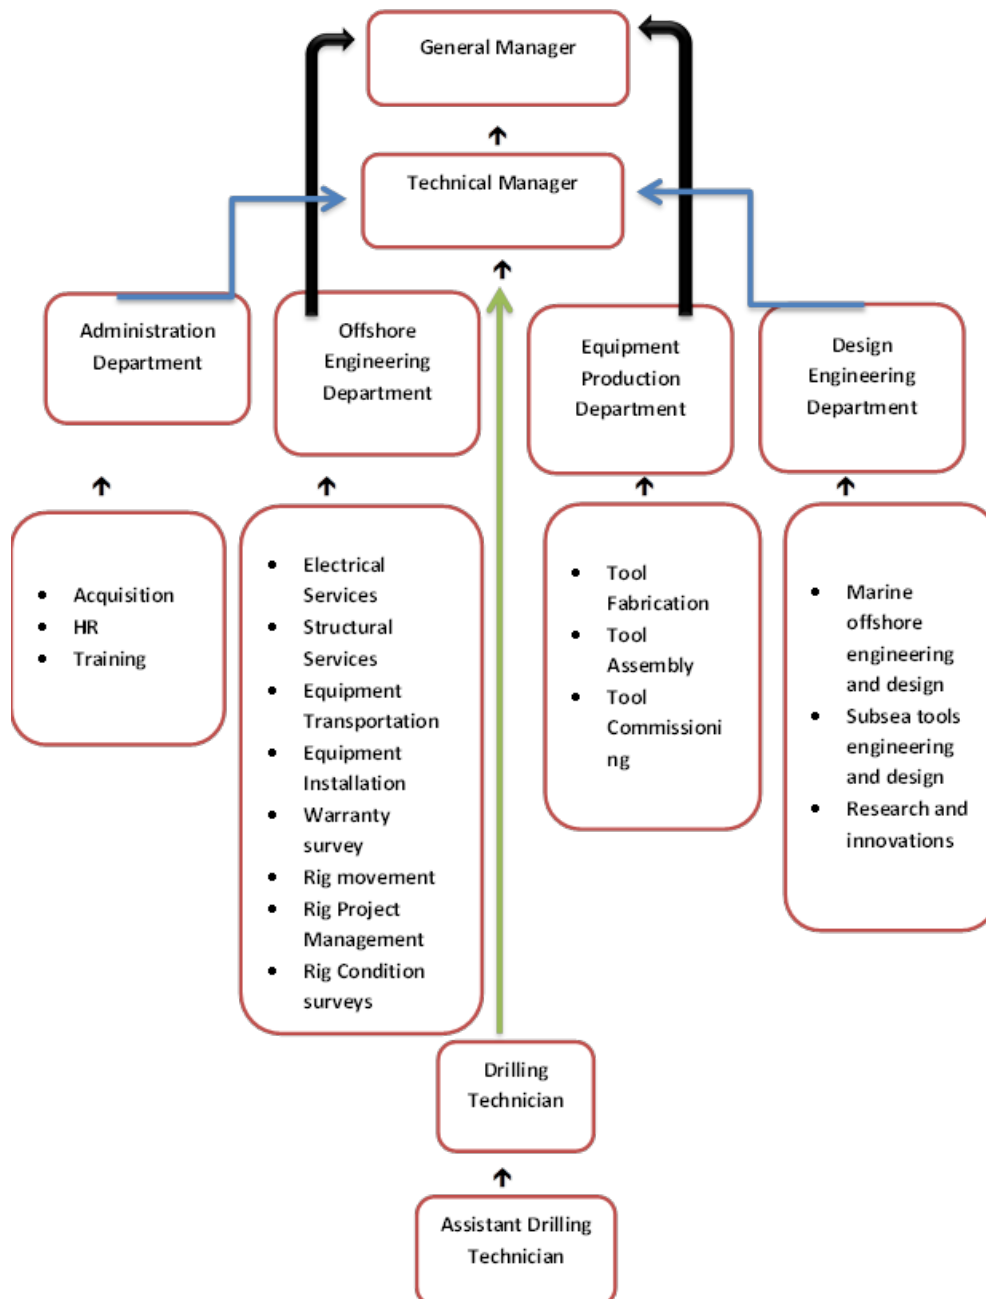 General Manager
Technical Manager
Administration
Department
Offshore
Engineering
Department
Equipment
Production
Department
Design
Engineering
Department
• Acquisition
• HR
• Training
• Electrical
Services
• Structural
Services
• Equipment
Transportation
• Equipment
Installation
• Warranty
survey
• Rig movement
• Rig Project
Management
• Rig Condition
surveys
• Tool
Fabrication
• Tool
Assembly
• Tool
Commissioni
ng
• Marine
offshore
engineering
and design
• Subsea tools
engineering
and design
• Research and
innovations
Drilling
Technician
Assistant Drilling
Technician